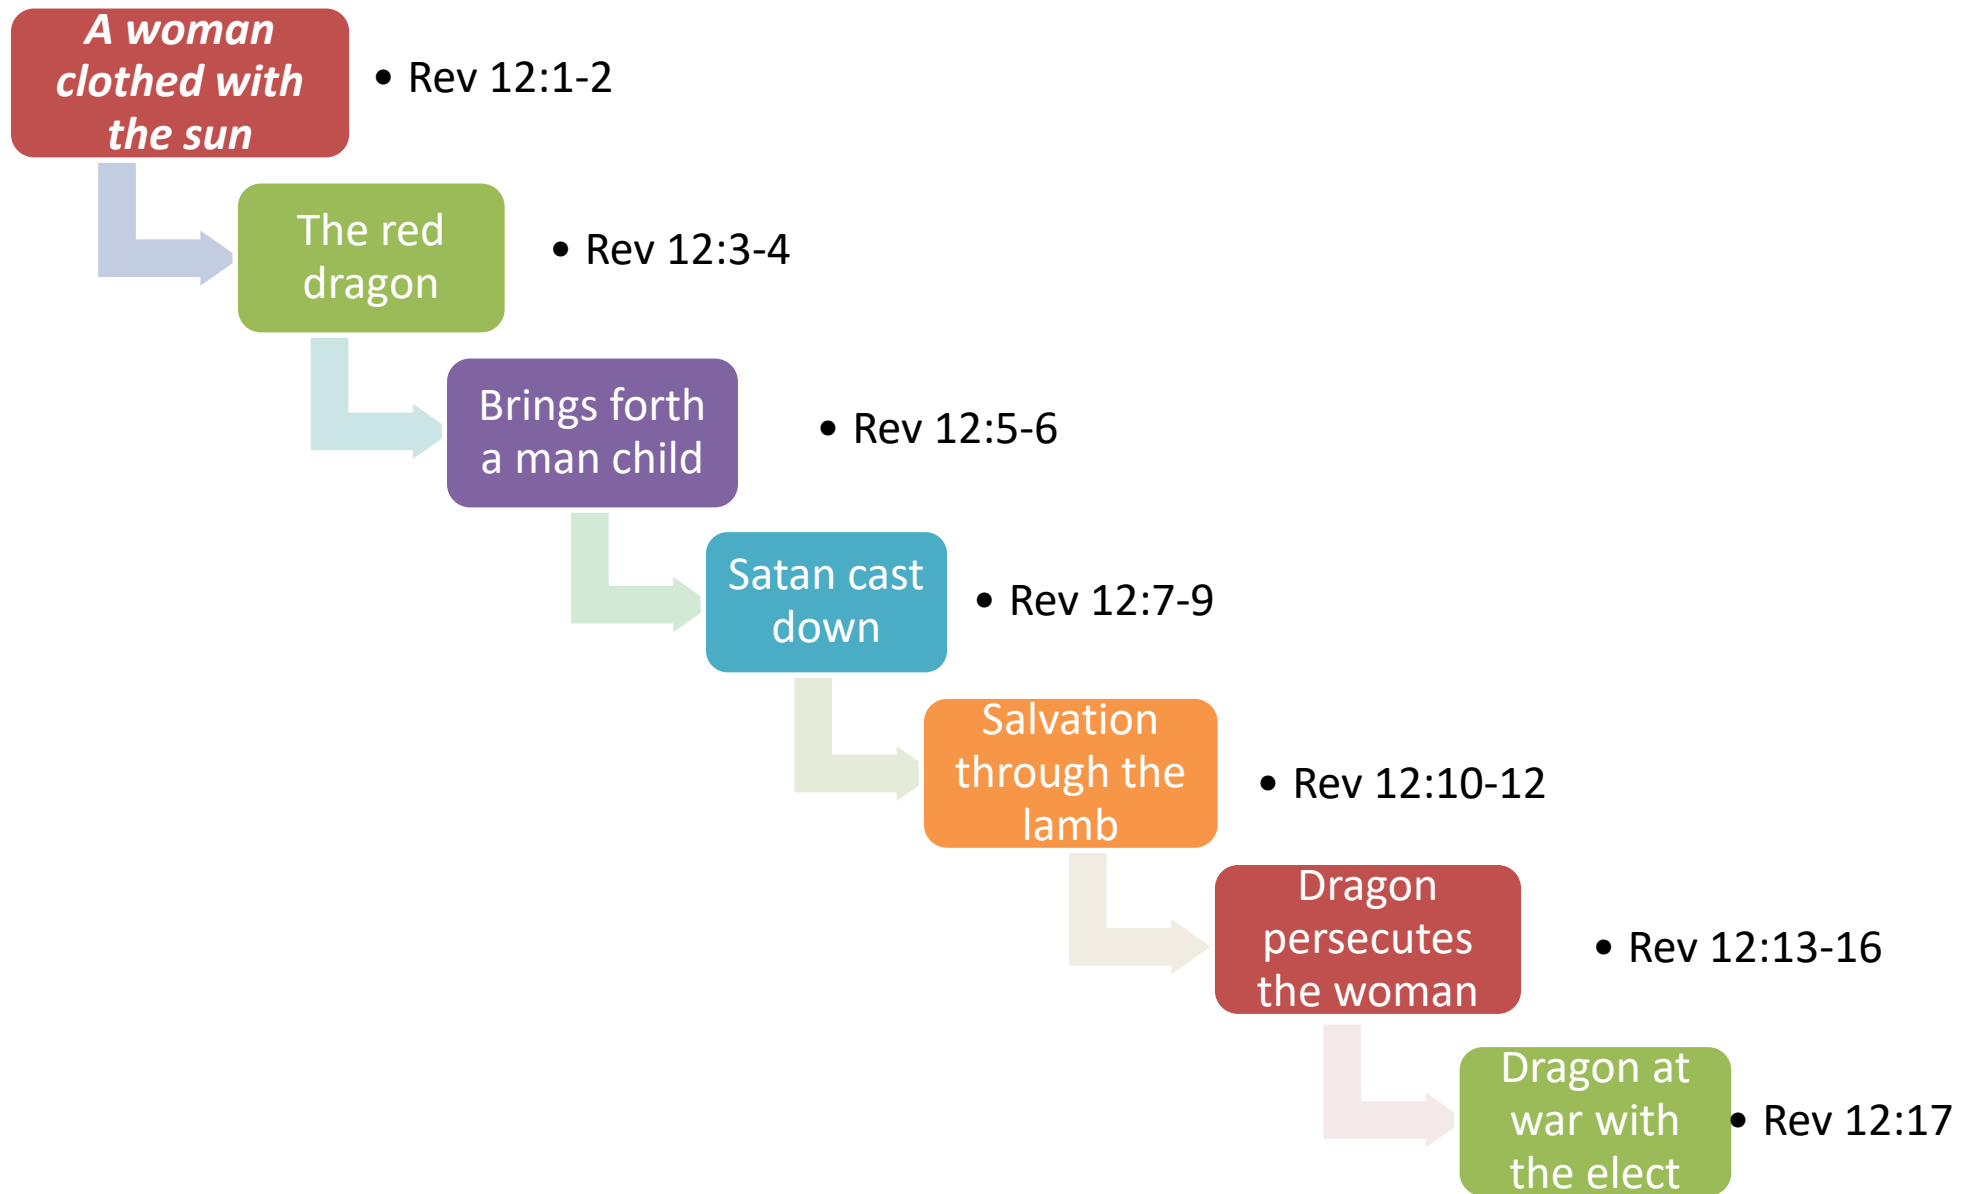 A woman
clothed with
the sun
• Rev 12:1-2
The red
dragon
• Rev 12:3-4
Brings forth
a man child
• Rev 12:5-6
Satan cast
down
• Rev 12:7-9
Salvation
through the
lamb
• Rev 12:10-12
Dragon
persecutes
the woman
• Rev 12:13-16
Dragon at
war with
the elect
• Rev 12:17